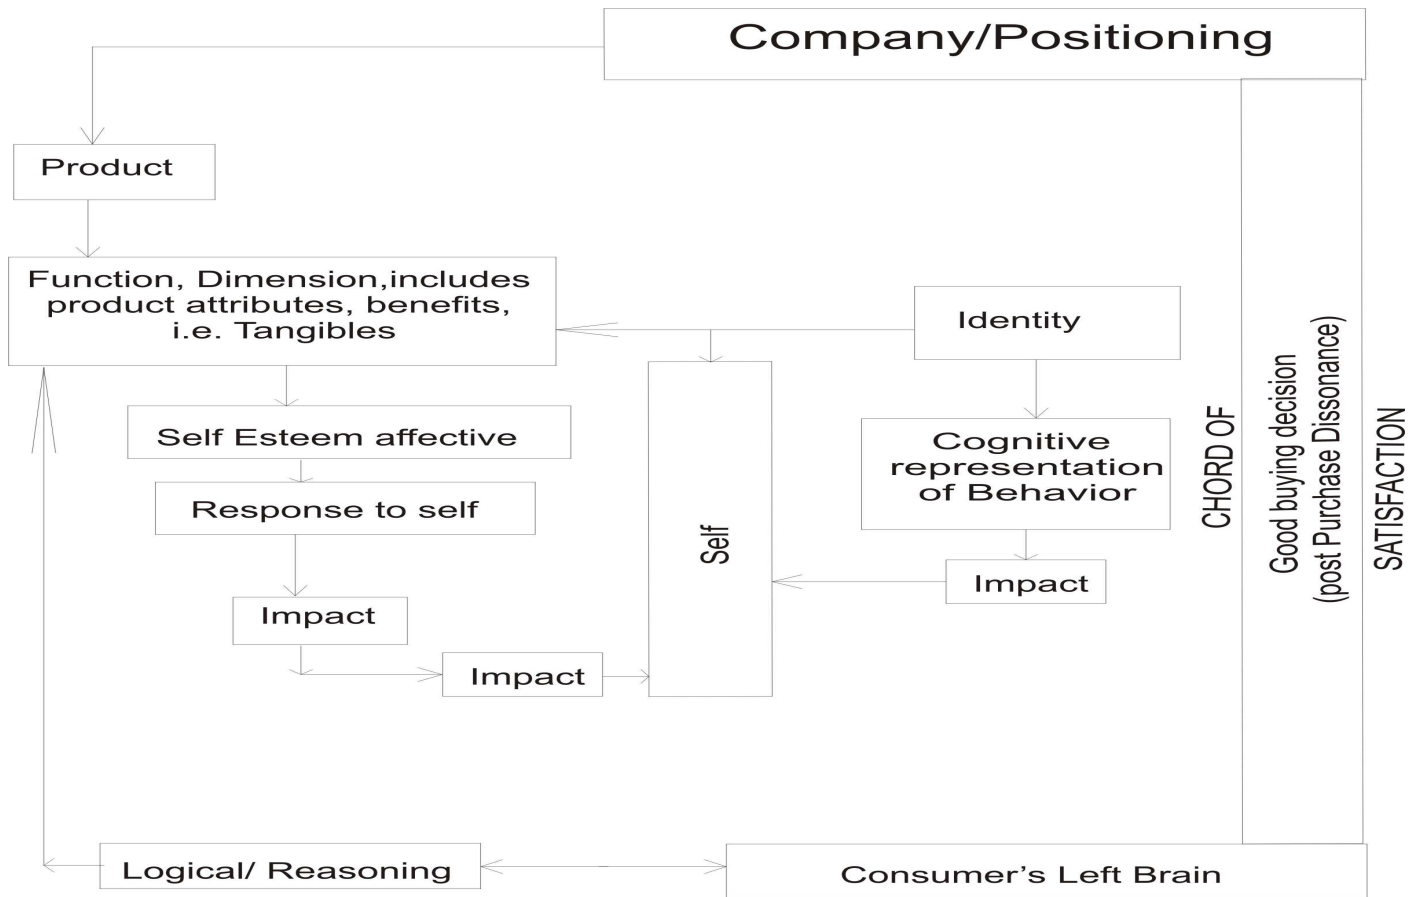 Company/Positioning
Product
Function, Dimension,includes
product attributes, benefits,
i.e. Tangibles
Identity
Self Esteem affective
Cognitive
representation
of Behavior
Response to self
Self
Impact
Impact
Impact
CHORD OF
Good buying decision
(post Purchase Dissonance)
SATISFACTION
Logical/ Reasoning
Consumer’s Left Brain